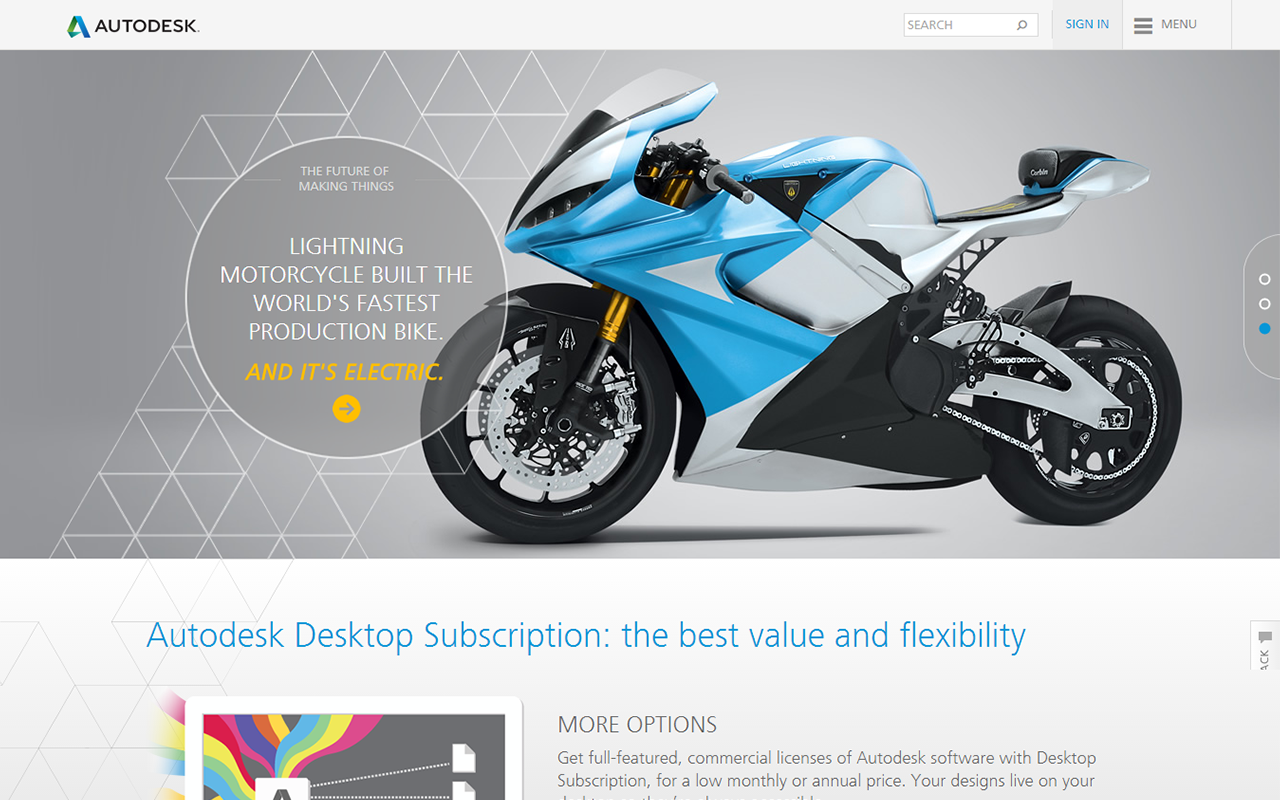 AUTODESK.
SEARCH
SIGN IN
MENU
THE FUTURE OF
MAKING THINGS
LIGHTNING
MOTORCYCLE BUILT THE
WORLD'S FASTEST
PRODUCTION BIKE.
AND IT'S ELECTRIC.
LIGHTNING
Corbin
Autodesk Desktop Subscription: the best value and flexibility
ACK
MORE OPTIONS
Get full-featured, commercial licenses of Autodesk software with Desktop
Subscription, for a low monthly or annual price. Your designs live on your